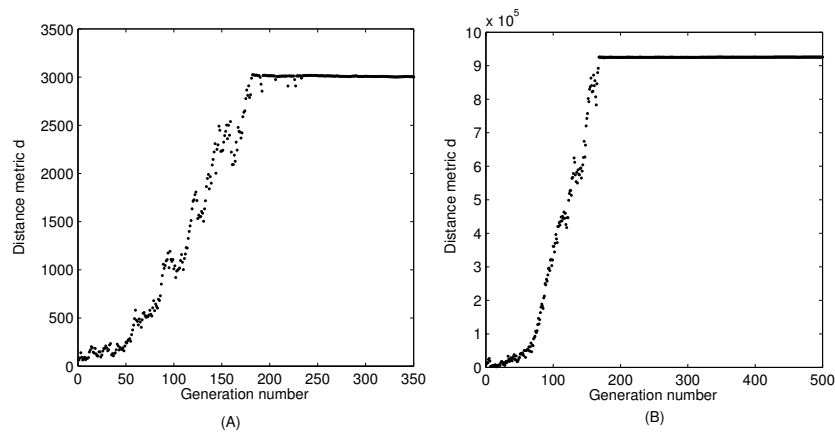 3500
3000
2500
2000
1500
1000
500
0
Distance metric d
0 50 100 150 200 250 300 350
Generation number
(A)
x 10^5
10
9
8
7
6
5
4
3
2
1
0
Distance metric d
0 100 200 300 400 500
Generation number
(B)